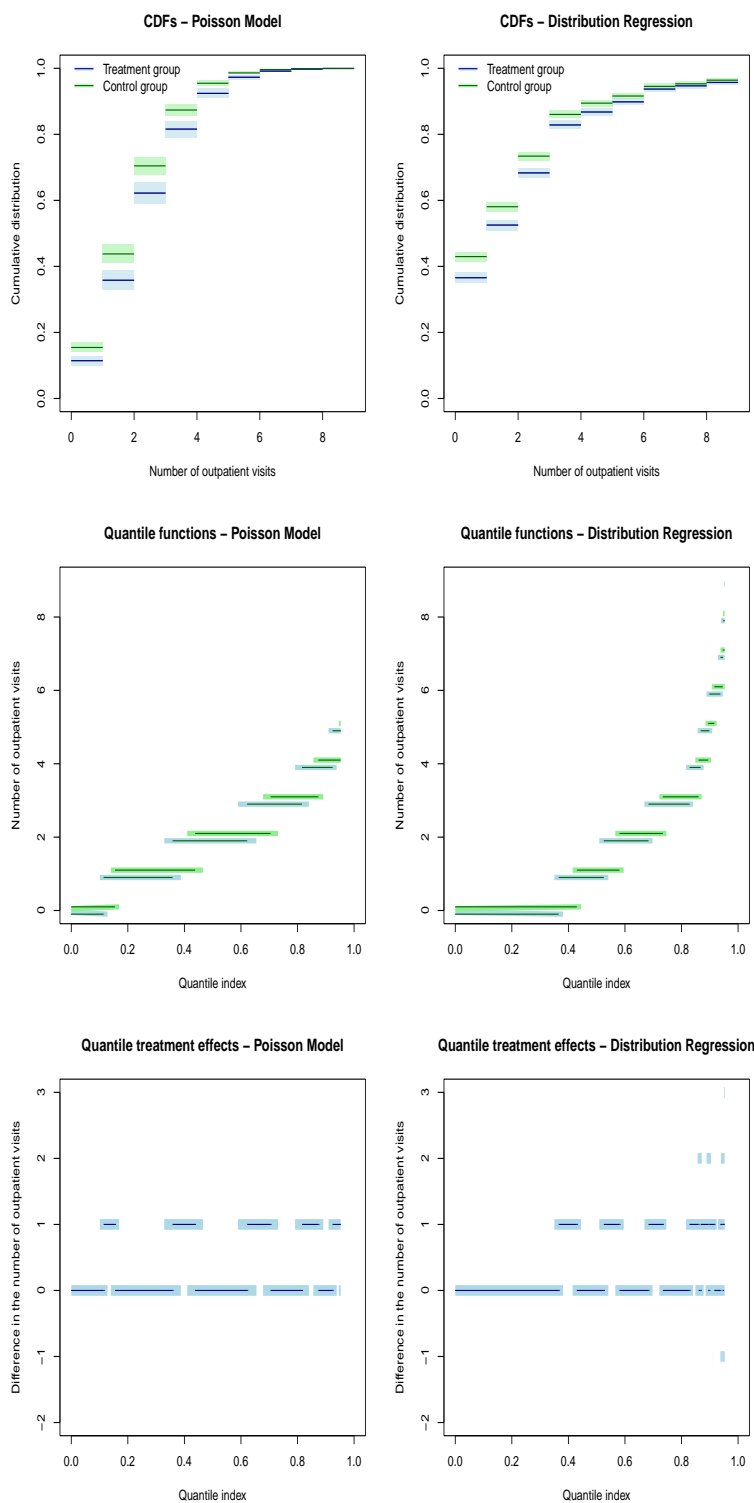 CDFs – Poisson Model
Treatment group
Control group
Cumulative distribution
0.0 0.2 0.4 0.6 0.8 1.0
0 2 4 6 8
Number of outpatient visits
CDFs – Distribution Regression
Treatment group
Control group
Cumulative distribution
0.0 0.2 0.4 0.6 0.8 1.0
0 2 4 6 8
Number of outpatient visits
Quantile functions – Poisson Model
Number of outpatient visits
0 2 4 6 8
0.0 0.2 0.4 0.6 0.8 1.0
Quantile index
Quantile functions – Distribution Regression
Number of outpatient visits
0 2 4 6 8
0.0 0.2 0.4 0.6 0.8 1.0
Quantile index
Quantile treatment effects – Poisson Model
Difference in the number of outpatient visits
−2 −1 0 1 2 3
0.0 0.2 0.4 0.6 0.8 1.0
Quantile index
Quantile treatment effects – Distribution Regression
Difference in the number of outpatient visits
−2 −1 0 1 2 3
0.0 0.2 0.4 0.6 0.8 1.0
Quantile index